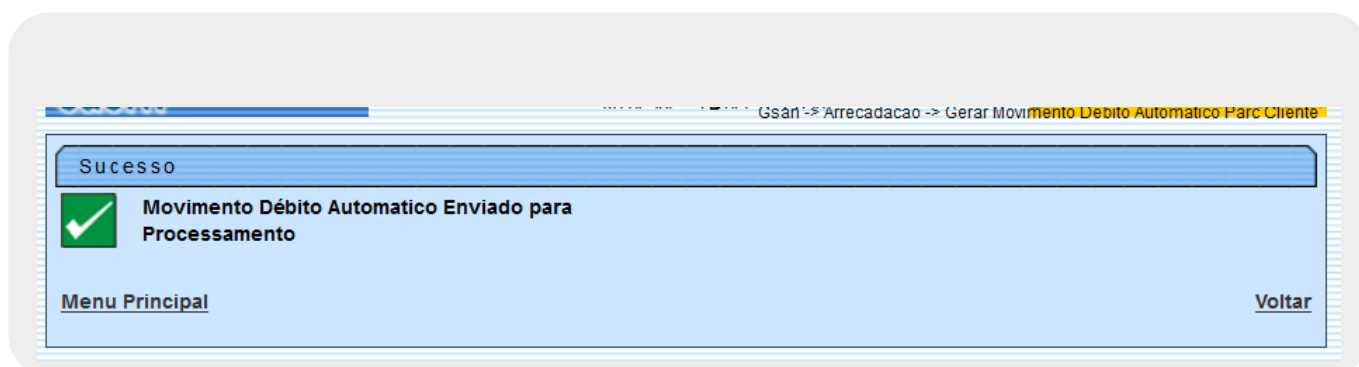 Gsan -> Arrecadacao -> Gerar Movimento Debito Automatico Parc Cliente
Sucesso
Movimento Débito Automatico Enviado para
Processamento
Menu Principal
Voltar